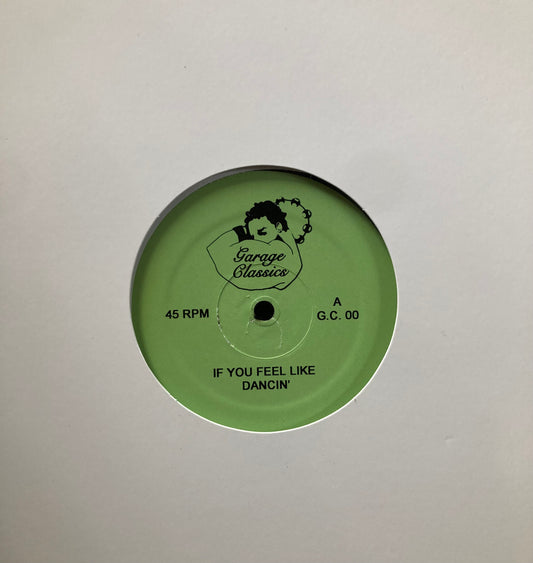 Garage
Classics
45 RPM
A
G.C. 00
IF YOU FEEL LIKE
DANCIN'